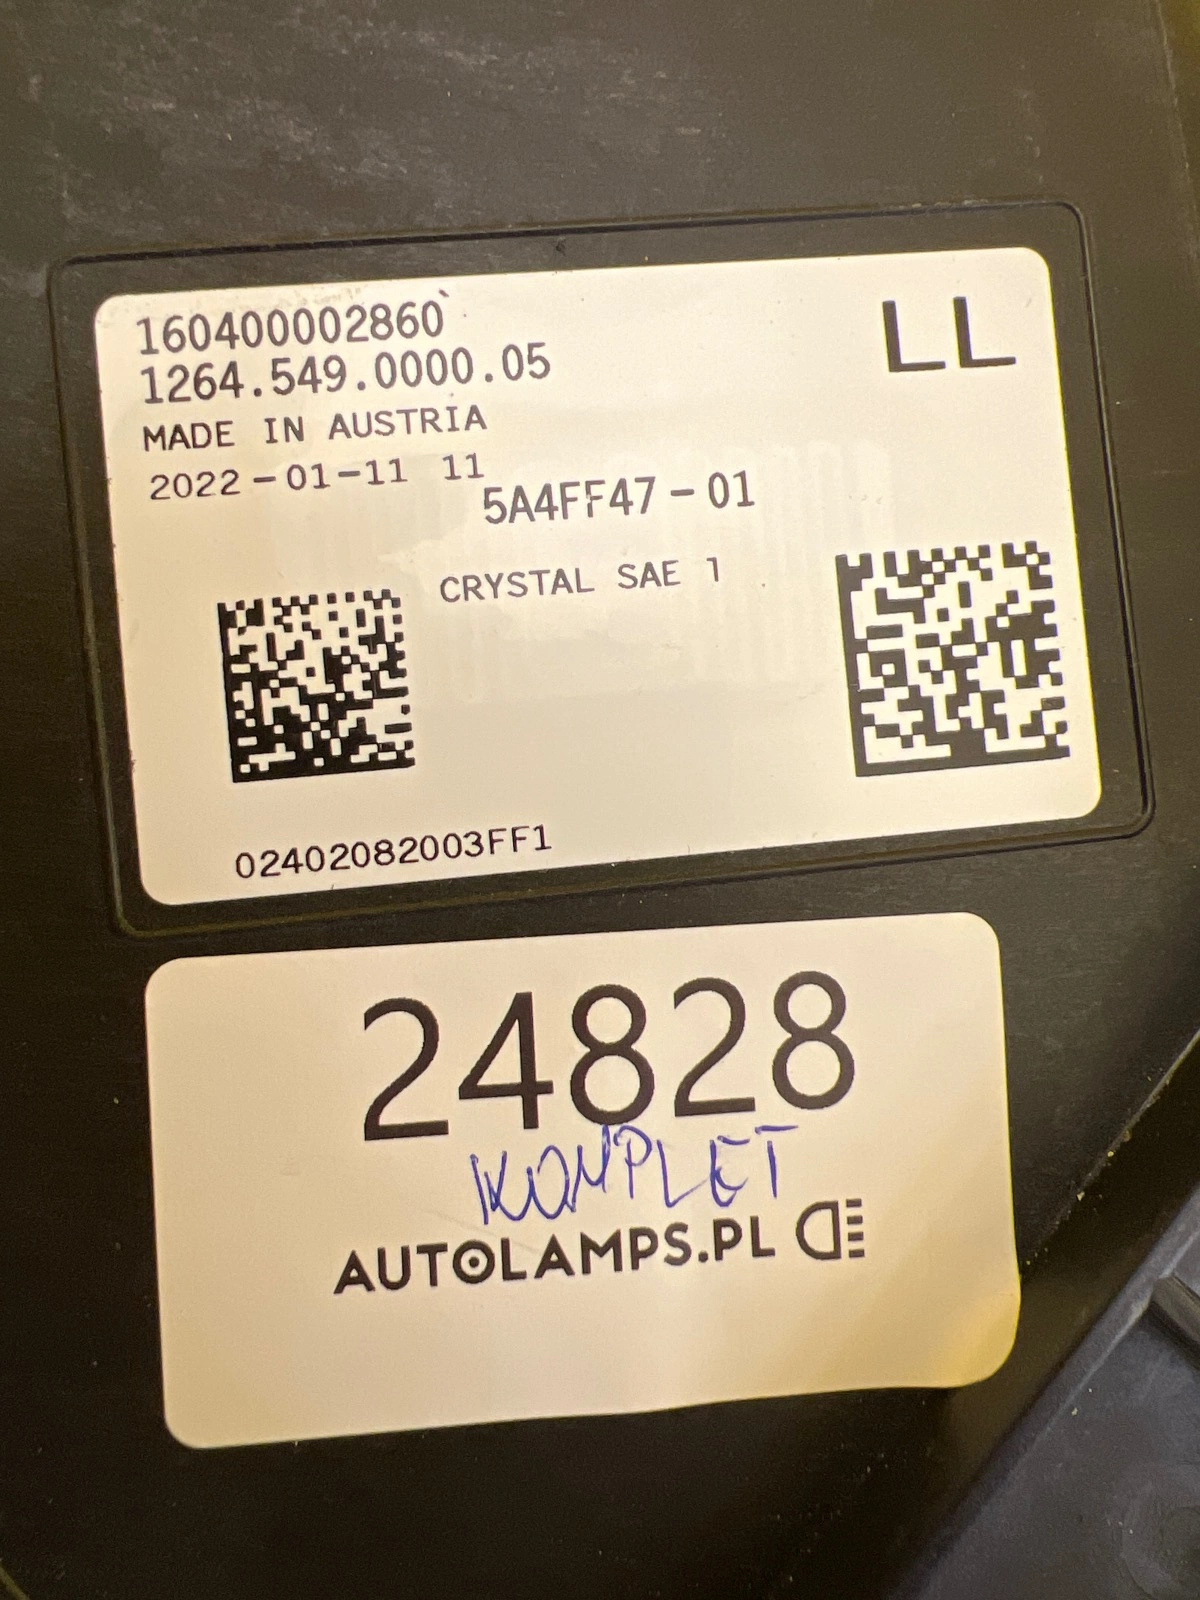 160400002860
LL
1264.549.0000.05
MADE IN AUSTRIA
2022-01-11 11
5A4FF47-01
CRYSTAL SAE 1
02402082003FF1
24828
KOMPLET
AUTOLAMPS.PL